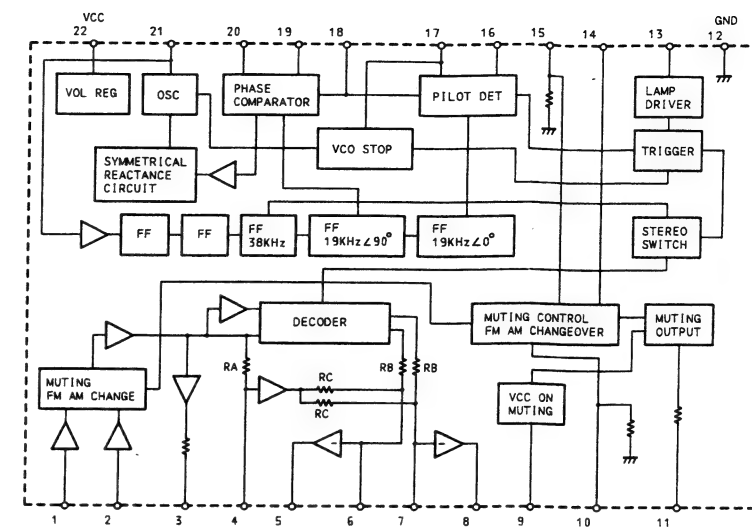 VCC
GND
22
21
20
19
18
17
16
15
14
13
12
VOL REG
OSC
PHASE
COMPARATOR
PILOT DET
LAMP
DRIVER
VCO STOP
TRIGGER
SYMMETRICAL
REACTANCE
CIRCUIT
FF
FF
FF
38KHz
FF
19KHz∠90°
FF
19KHz∠0°
STEREO
SWITCH
DECODER
MUTING CONTROL
FM AM CHANGEOVER
MUTING
OUTPUT
RA
RB
RB
RC
RC
MUTING
FM AM CHANGE
VCC ON
MUTING
1
2
3
4
5
6
7
8
9
10
11